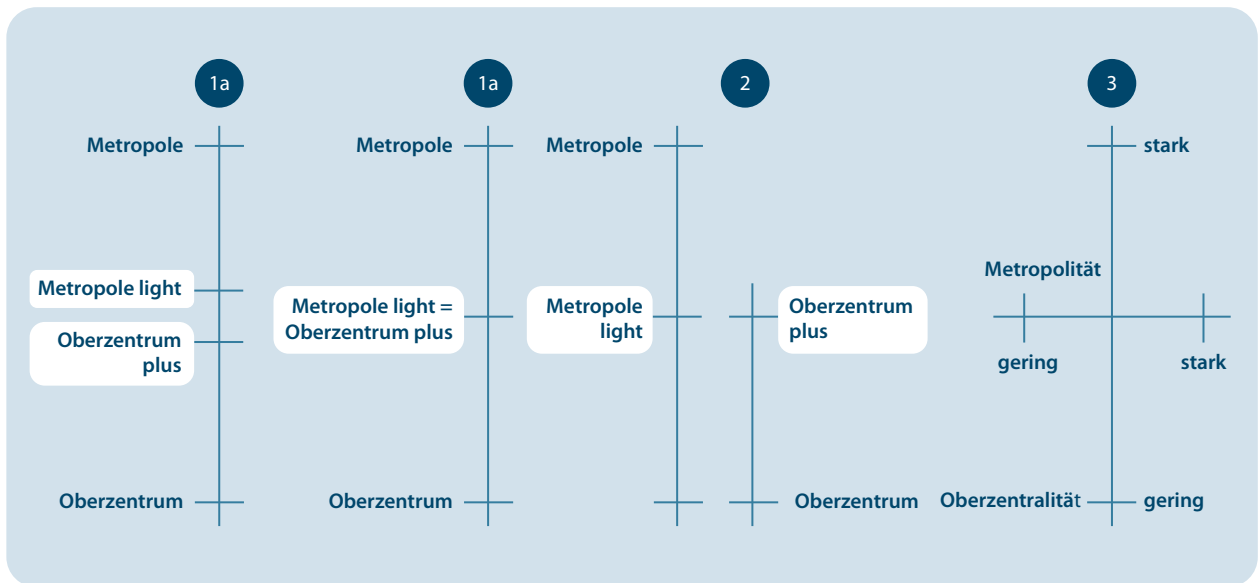 1a
Metropole
Metropole light
Oberzentrum
plus
Oberzentrum
1a
Metropole
Metropole light =
Oberzentrum plus
Oberzentrum
2
Metropole
Metropole
light
Oberzentrum
plus
Oberzentrum
3
stark
Metropolität
gering
stark
Oberzentralität
gering